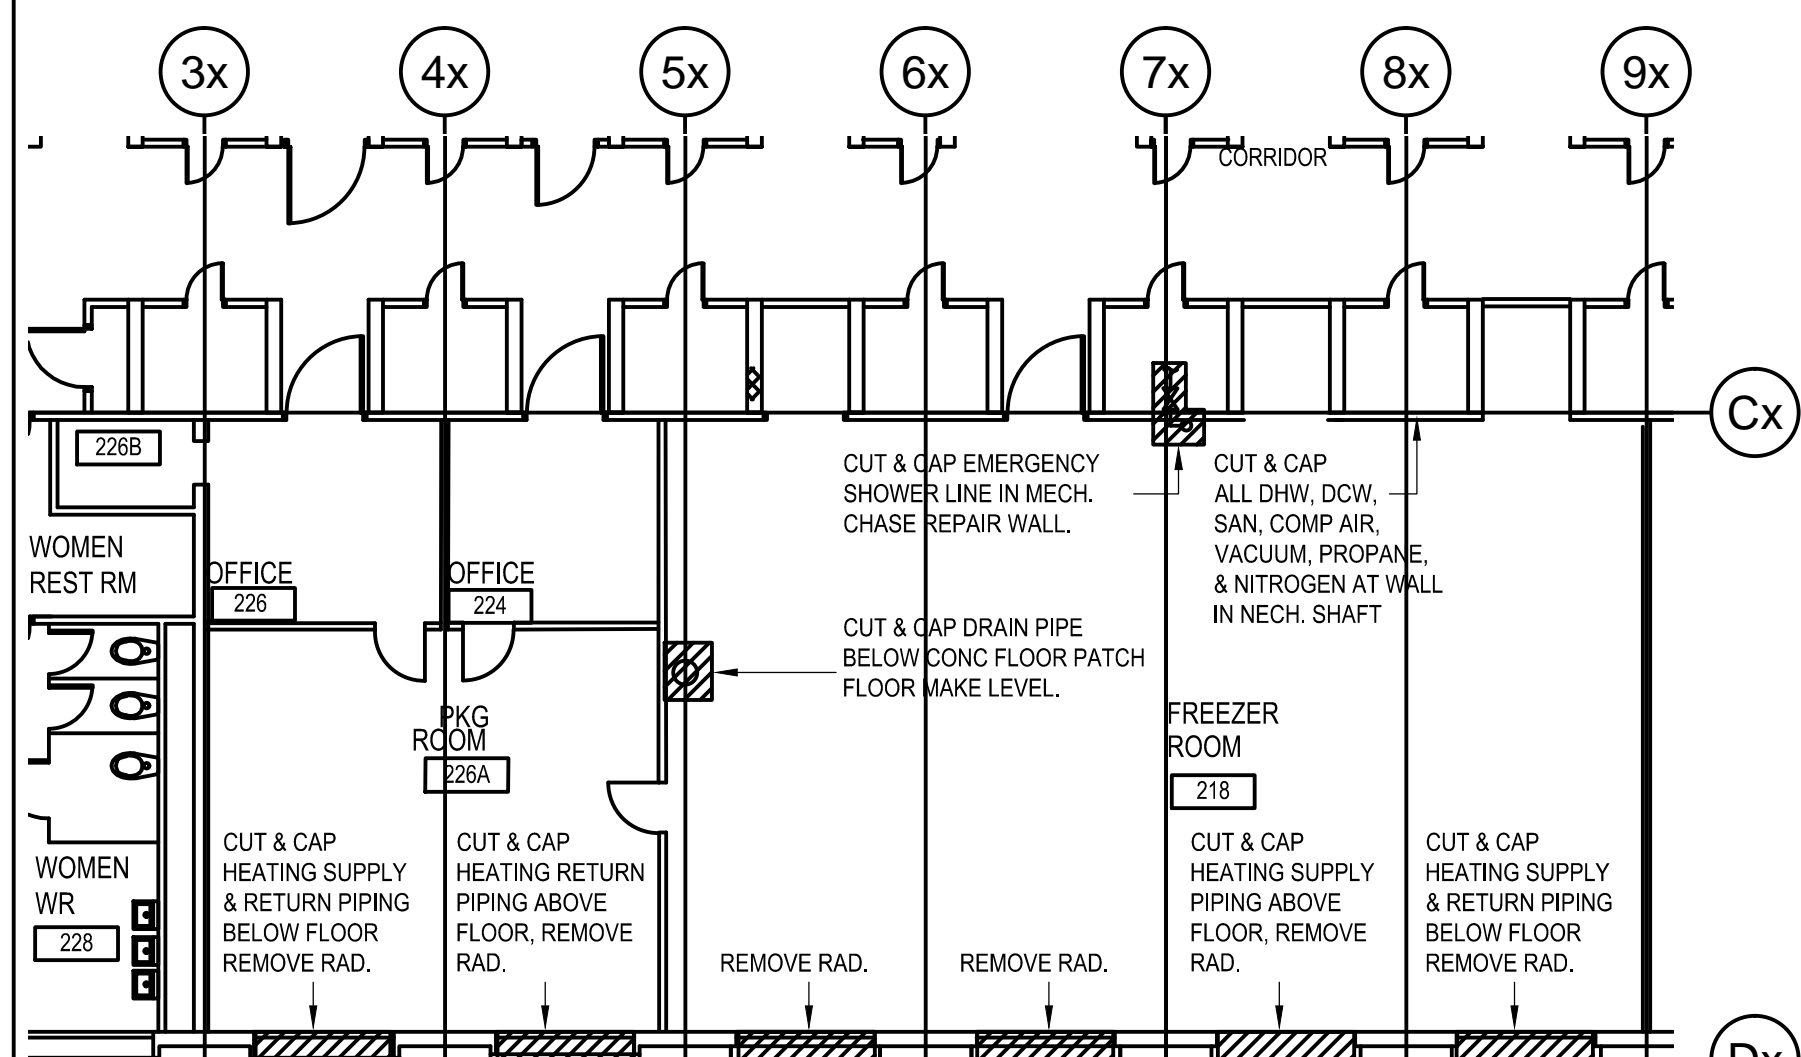 3x
4x
5x
6x
7x
8x
9x
CORRIDOR
Cx
226B
CUT & CAP EMERGENCY
SHOWER LINE IN MECH.
CHASE REPAIR WALL.
CUT & CAP
ALL DHW, DCW,
SAN, COMP AIR,
VACUUM, PROPANE,
& NITROGEN AT WALL
IN NECH. SHAFT
WOMEN
REST RM
OFFICE
226
OFFICE
224
CUT & CAP DRAIN PIPE
BELOW CONC FLOOR PATCH
FLOOR MAKE LEVEL.
PKG
ROOM
226A
FREEZER
ROOM
218
WOMEN
WR
228
CUT & CAP
HEATING SUPPLY
& RETURN PIPING
BELOW FLOOR
REMOVE RAD.
CUT & CAP
HEATING RETURN
PIPING ABOVE
FLOOR, REMOVE
RAD.
REMOVE RAD.
REMOVE RAD.
CUT & CAP
HEATING SUPPLY
PIPING ABOVE
FLOOR, REMOVE
RAD.
CUT & CAP
HEATING SUPPLY
& RETURN PIPING
BELOW FLOOR
REMOVE RAD.
Dx